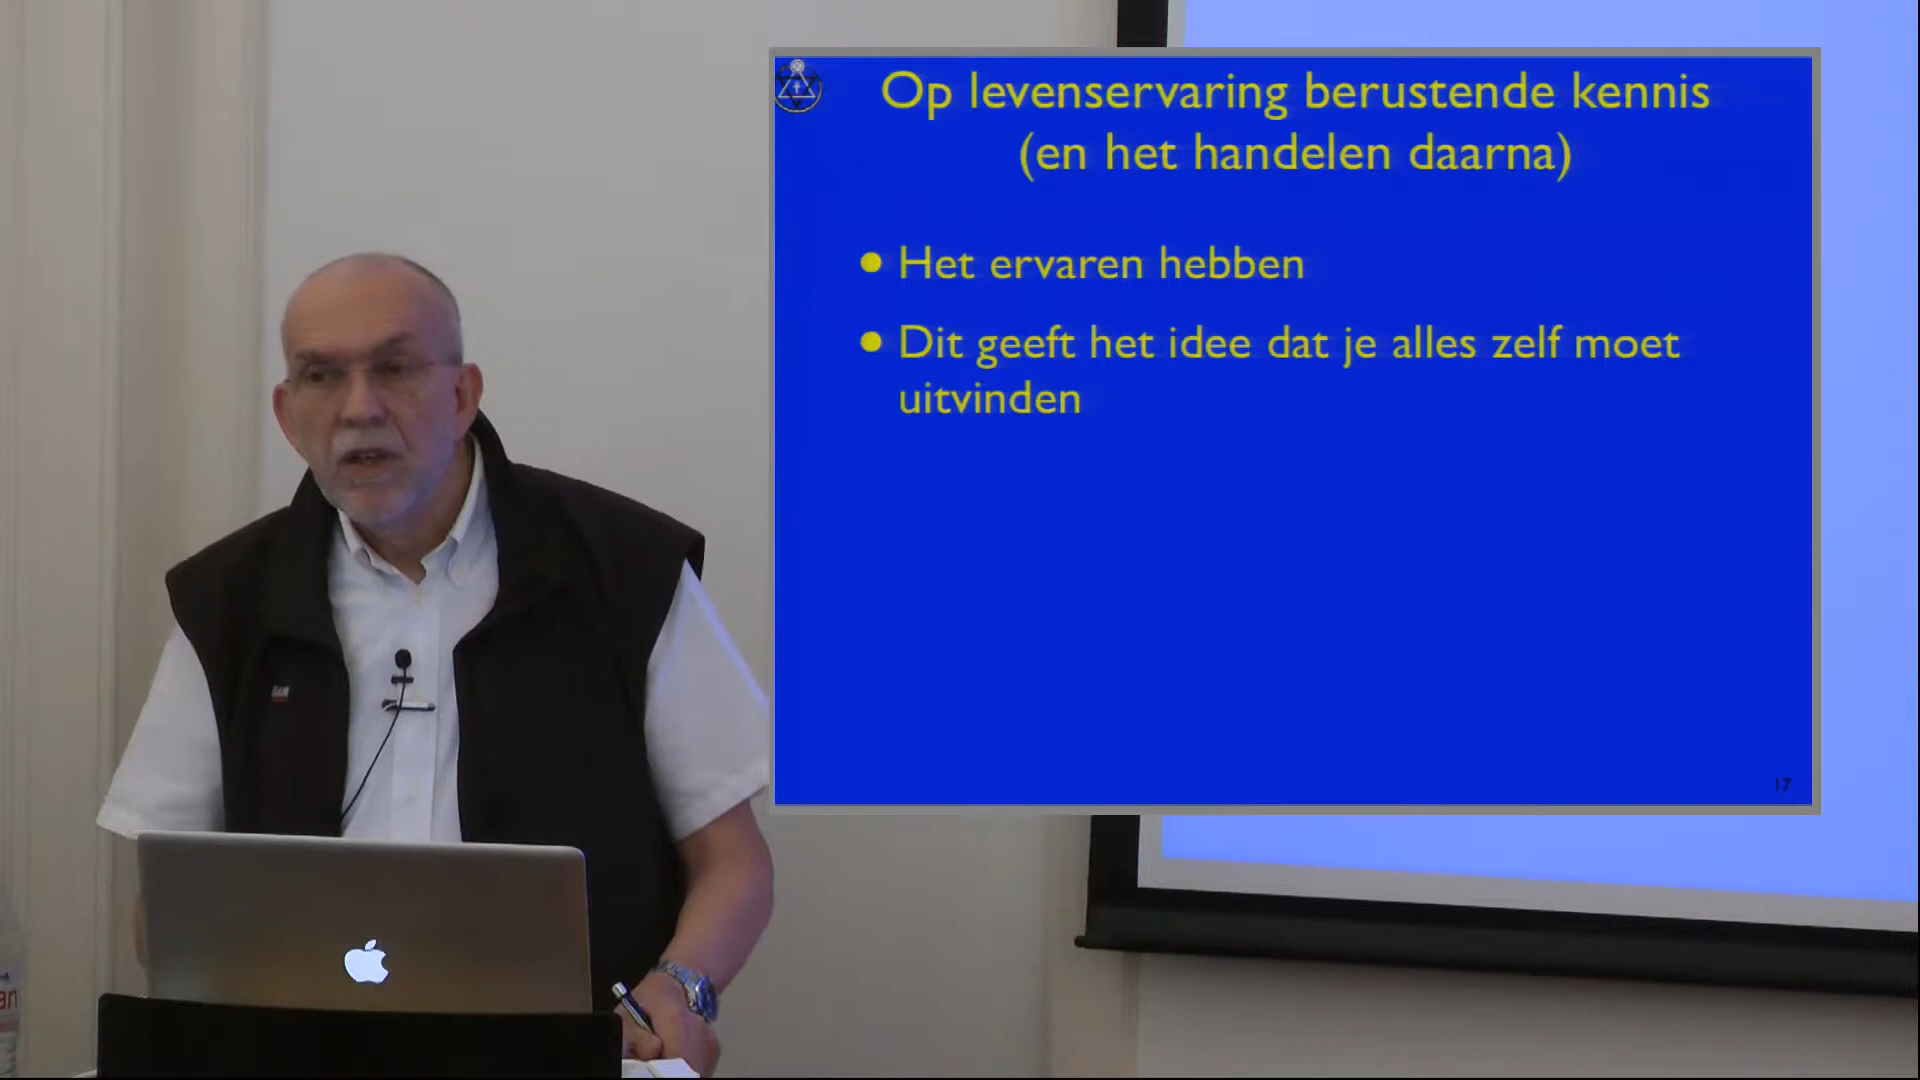 Op levenservaring berustende kennis
(en het handelen daarna)
● Het ervaren hebben
● Dit geeft het idee dat je alles zelf moet
uitvinden
17